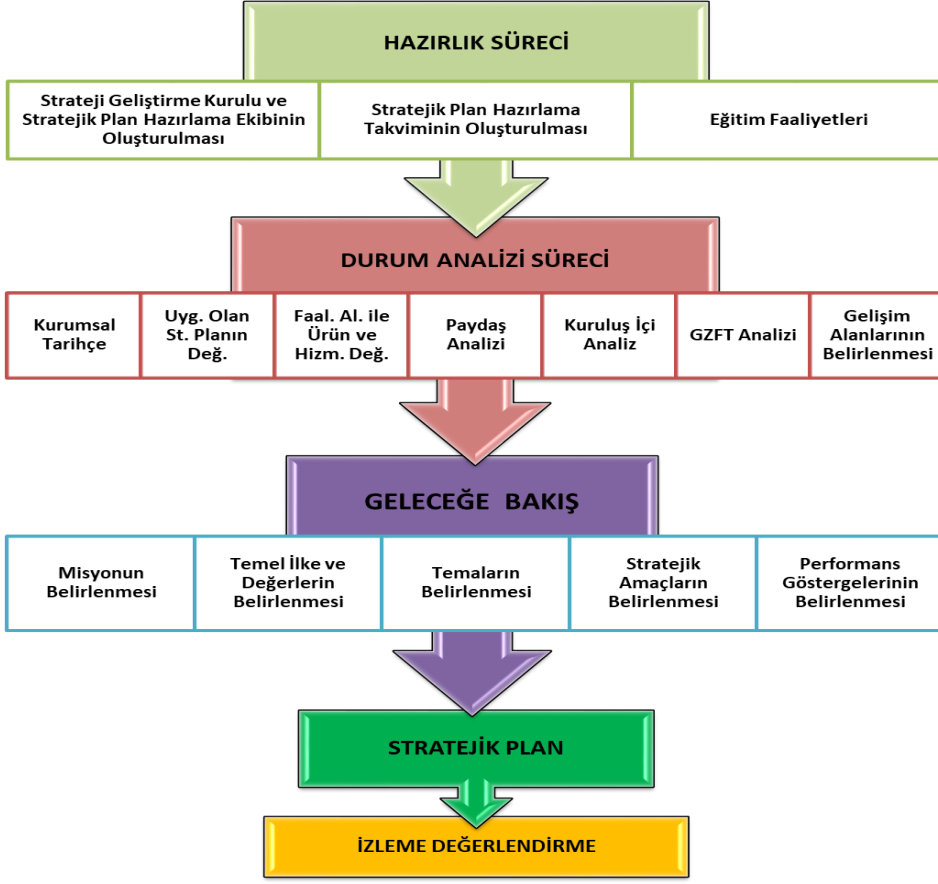 HAZIRLIK SÜRECİ
Strateji Geliştirme Kurulu ve
Stratejik Plan Hazırlama Ekibinin
Oluşturulması
Stratejik Plan Hazırlama
Takviminin Oluşturulması
Eğitim Faaliyetleri
DURUM ANALİZİ SÜRECİ
Kurumsal
Tarihçe
Uyg. Olan
St. Planın
Değ.
Faal. Al. ile
Ürün ve
Hizm. Değ.
Paydaş
Analizi
Kuruluş İçi
Analiz
GZFT Analizi
Gelişim
Alanlarının
Belirlenmesi
GELECEĞE BAKIŞ
Misyonun
Belirlenmesi
Temel İlke ve
Değerlerin
Belirlenmesi
Temaların
Belirlenmesi
Stratejik
Amaçların
Belirlenmesi
Performans
Göstergelerinin
Belirlenmesi
STRATEJİK PLAN
İZLEME DEĞERLENDİRME